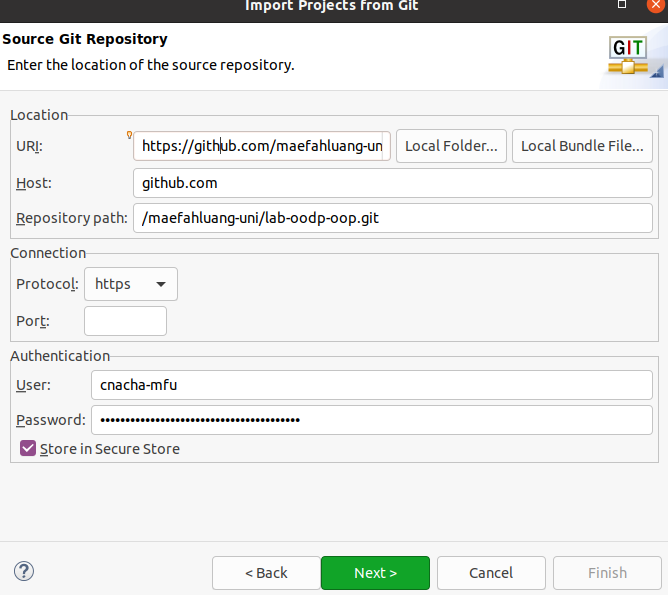 Import Projects from Git
Source Git Repository
Enter the location of the source repository.
GIT
Location
URI:
https://github.com/maefahluang-un
Local Folder...
Local Bundle File...
Host:
github.com
Repository path:
/maefahluang-uni/lab-oodp-oop.git
Connection
Protocol:
https
Port:
Authentication
User:
cnacha-mfu
Password:
••••••••••••••••••••••••••••••••••••••••
Store in Secure Store
?
< Back
Next >
Cancel
Finish